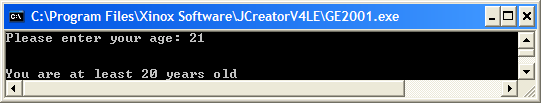 C:\Program Files\Xinox Software\JCreatorV4LE\GE2001.exe
Please enter your age: 21
You are at least 20 years old